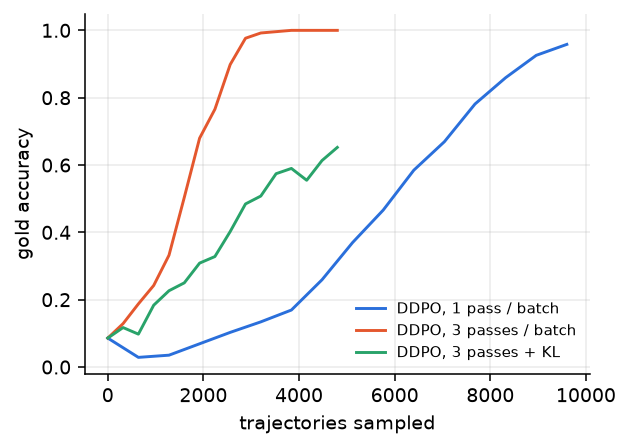 1.0
0.8
0.6
0.4
0.2
0.0
gold accuracy
DDPO, 1 pass / batch
DDPO, 3 passes / batch
DDPO, 3 passes + KL
0 2000 4000 6000 8000 10000
trajectories sampled